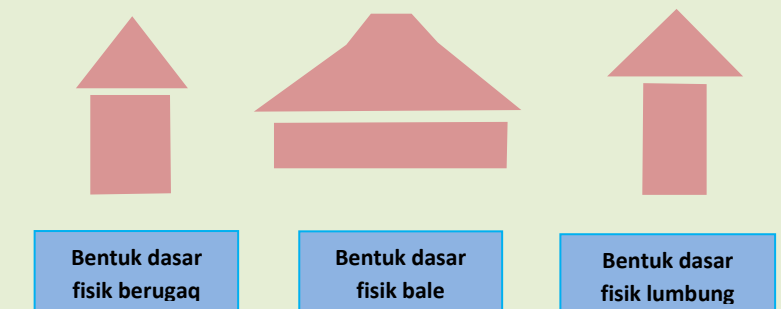 Bentuk dasar
fisik berugaq
Bentuk dasar
fisik bale
Bentuk dasar
fisik lumbung